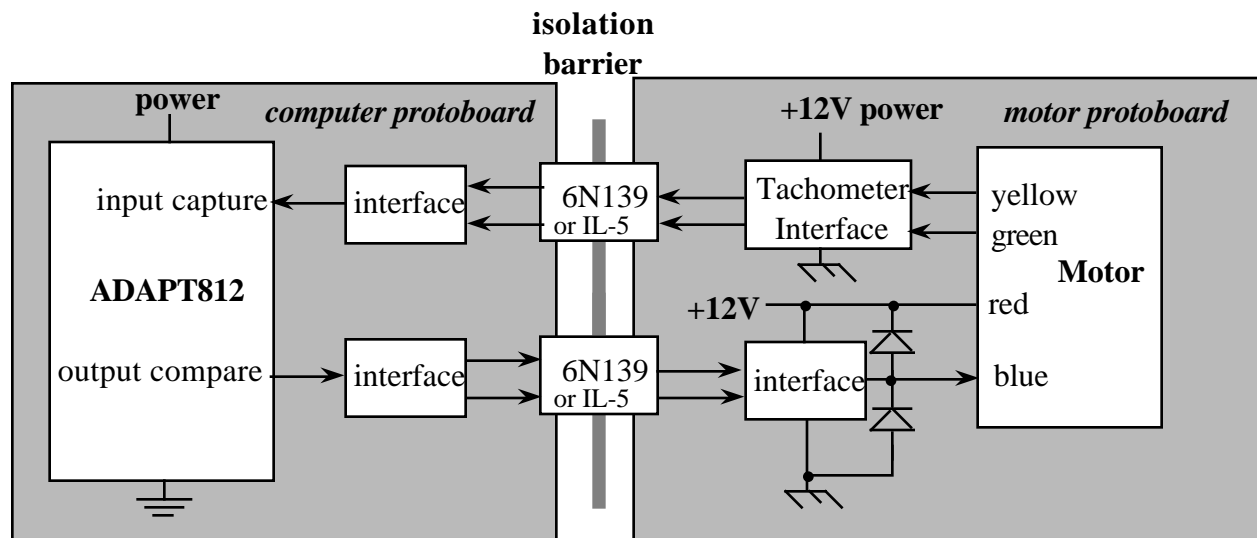 isolation
barrier
power
computer protoboard
+12V power
motor protoboard
input capture
interface
6N139
or IL-5
Tachometer
Interface
yellow
green
Motor
ADAPT812
+12V
red
output compare
interface
6N139
or IL-5
interface
blue